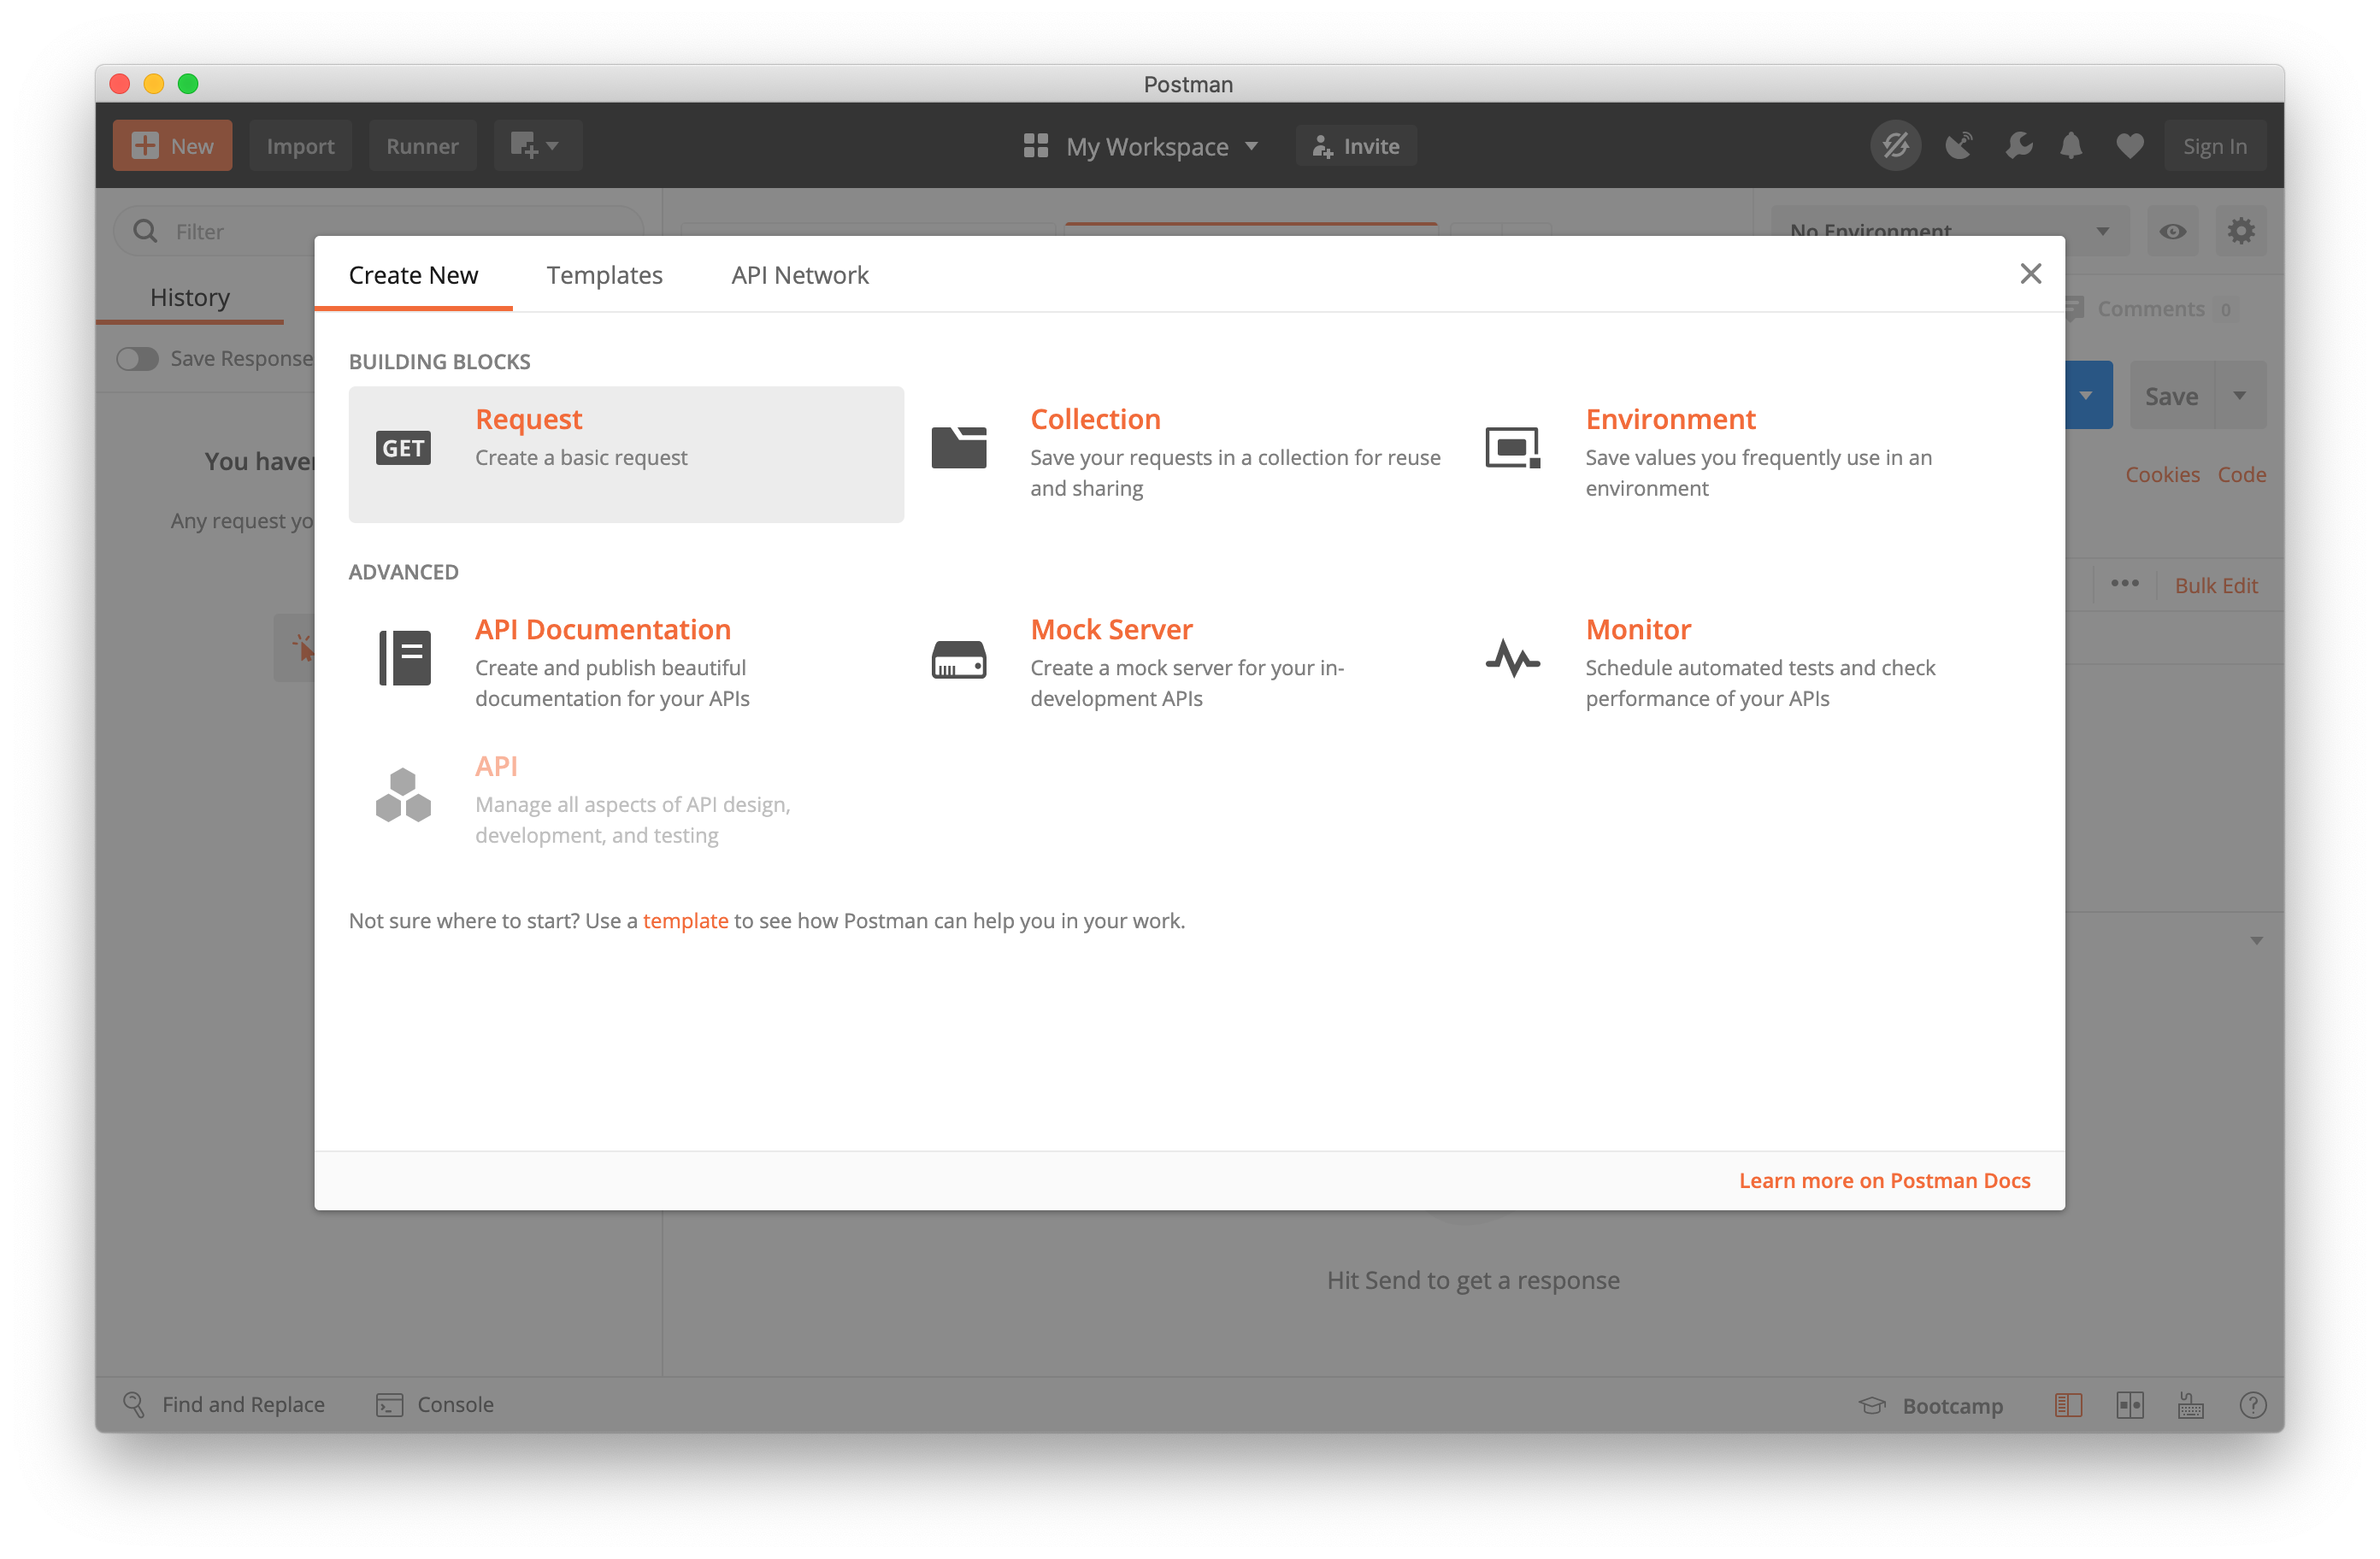 Postman
New
Import
Runner
My Workspace
Invite
Sign In
Filter
No Environment
History
Comments 0
Save Response
Save
You haven
Cookies Code
Any request yo
Bulk Edit
Create New
Templates
API Network
BUILDING BLOCKS
GET
Request
Create a basic request
Collection
Save your requests in a collection for reuse
and sharing
Environment
Save values you frequently use in an
environment
ADVANCED
API Documentation
Create and publish beautiful
documentation for your APIs
Mock Server
Create a mock server for your in-
development APIs
Monitor
Schedule automated tests and check
performance of your APIs
API
Manage all aspects of API design,
development, and testing
Not sure where to start? Use a template to see how Postman can help you in your work.
Learn more on Postman Docs
Hit Send to get a response
Find and Replace
Console
Bootcamp